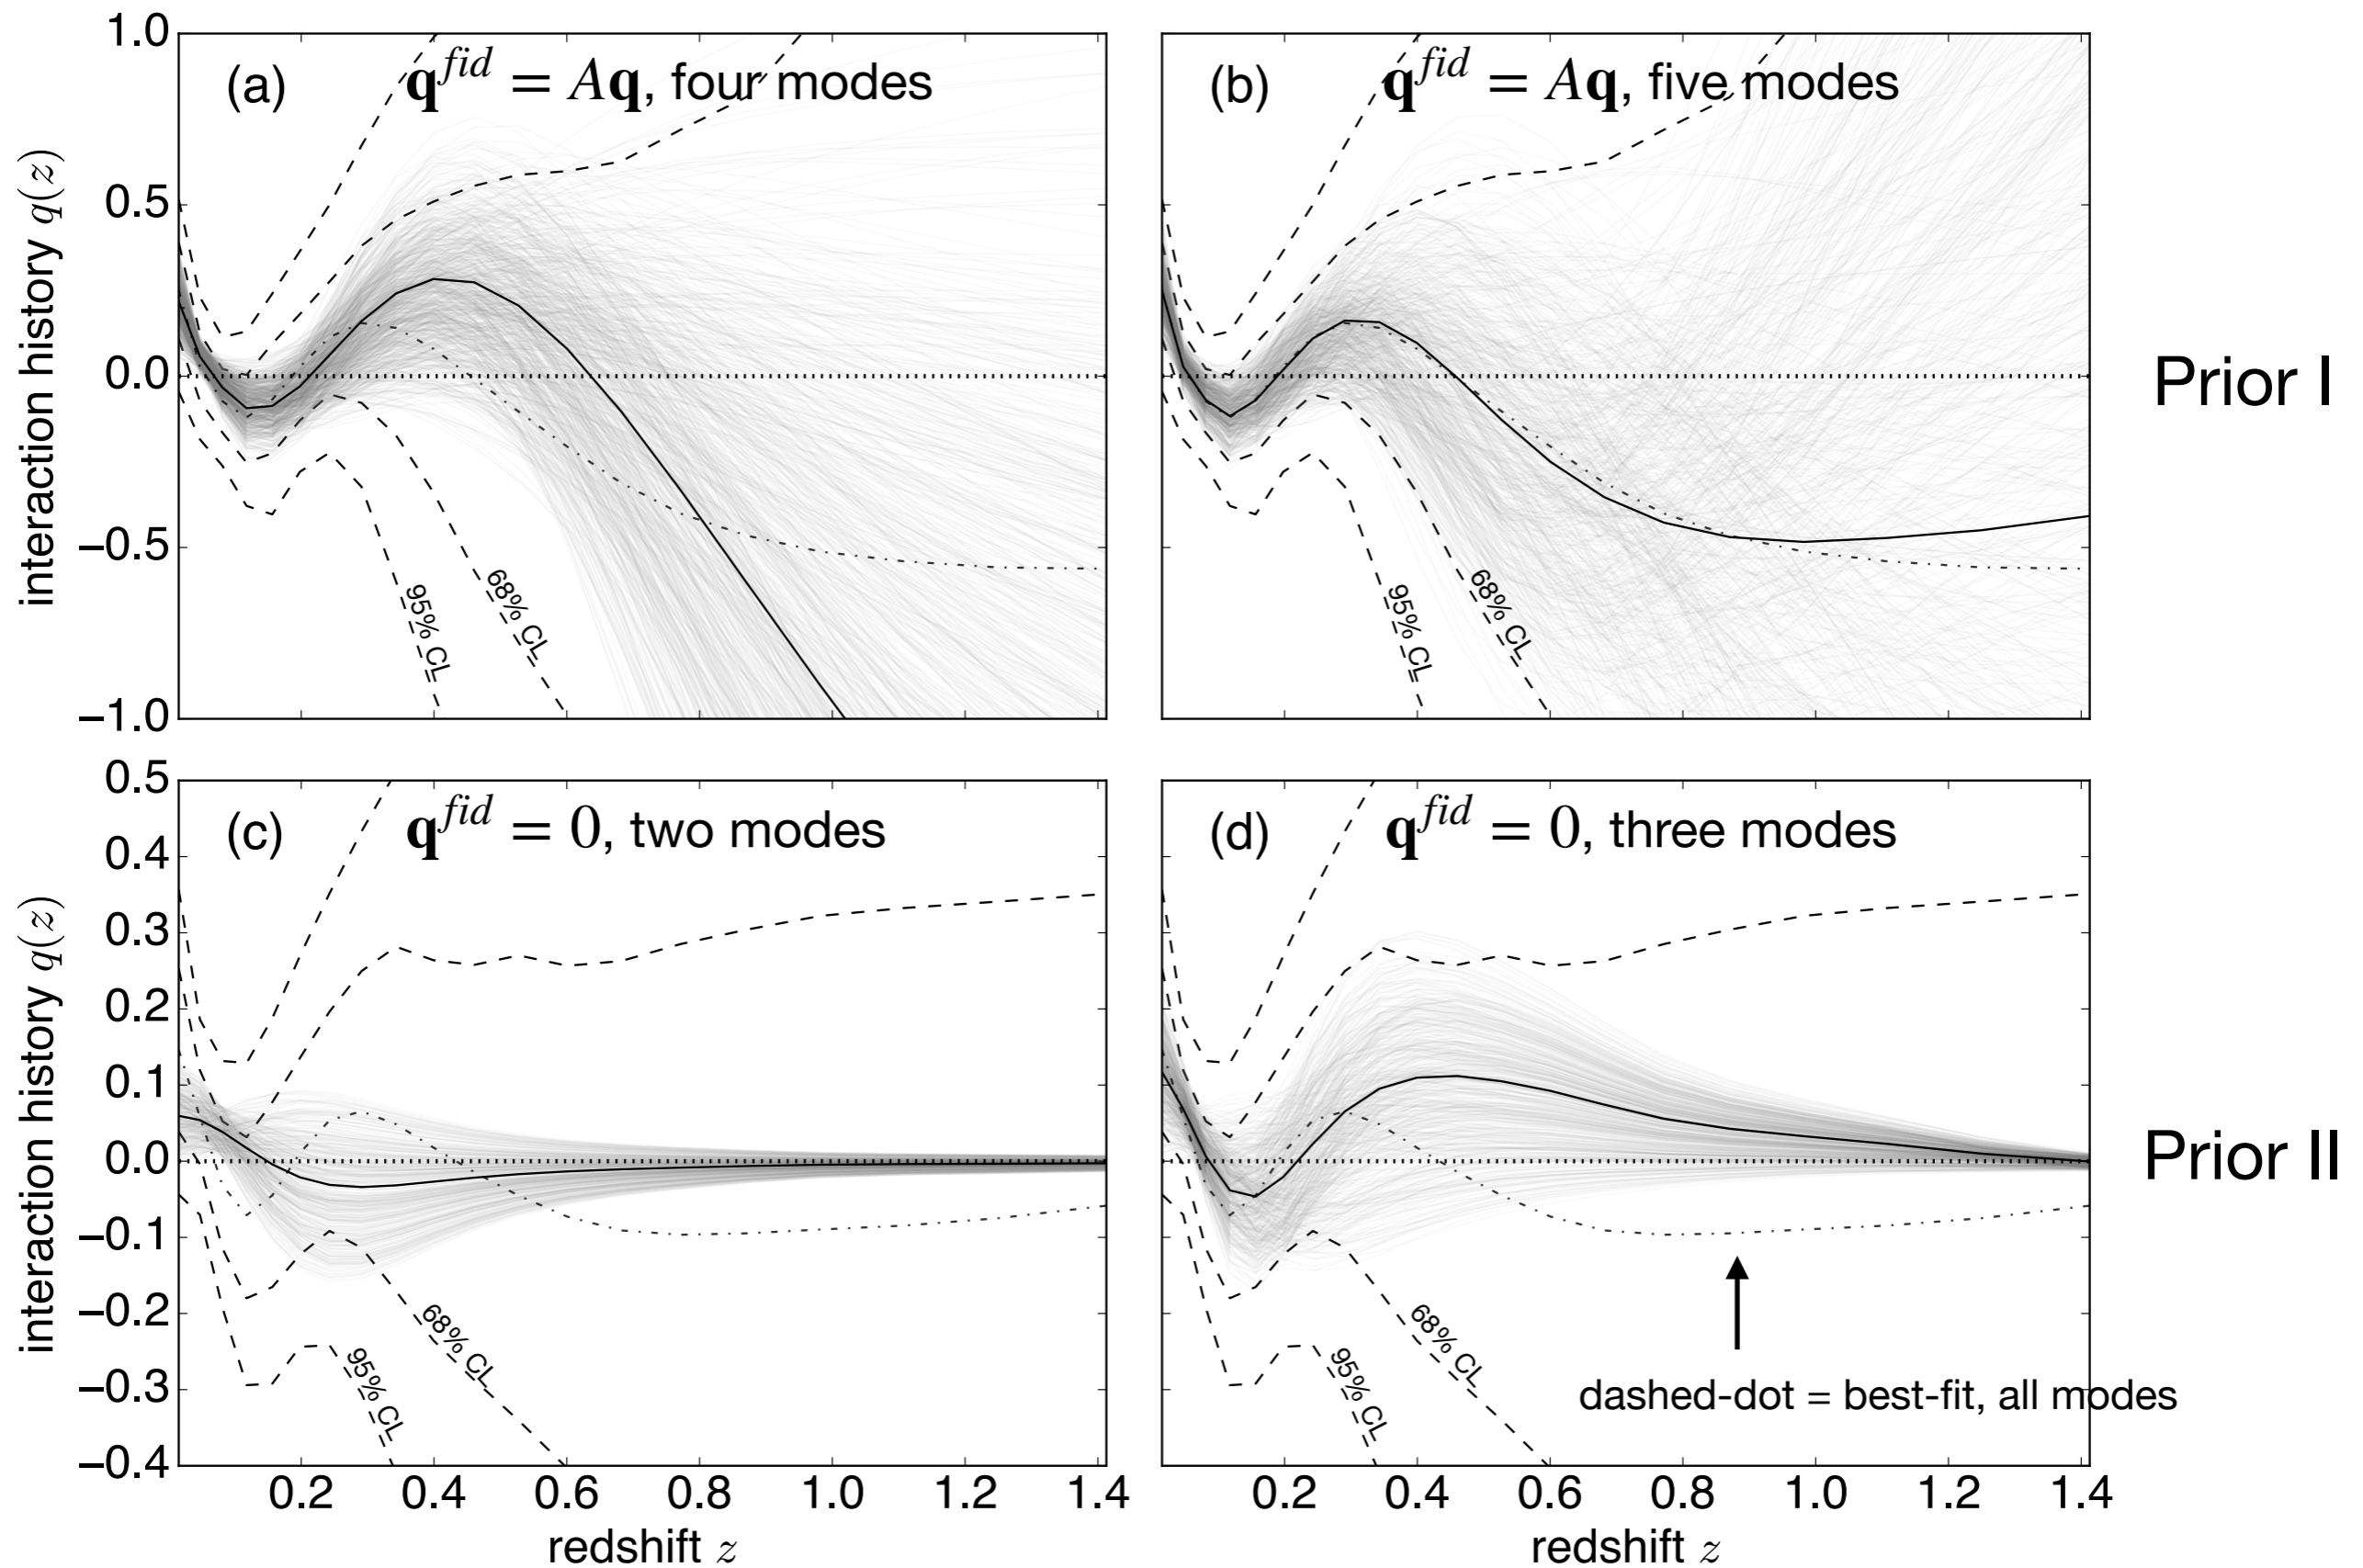 (a) q^{fid} = Aq, four modes
1.0
0.5
0.0
−0.5
−1.0
interaction history q(z)
95% CL
68% CL
(b) q^{fid} = Aq, five modes
95% CL
68% CL
Prior I
(c) q^{fid} = 0, two modes
0.5
0.4
0.3
0.2
0.1
0.0
−0.1
−0.2
−0.3
−0.4
interaction history q(z)
68% CL
95% CL
0.2 0.4 0.6 0.8 1.0 1.2 1.4
redshift z
(d) q^{fid} = 0, three modes
68% CL
95% CL
dashed-dot = best-fit, all modes
0.2 0.4 0.6 0.8 1.0 1.2 1.4
redshift z
Prior II